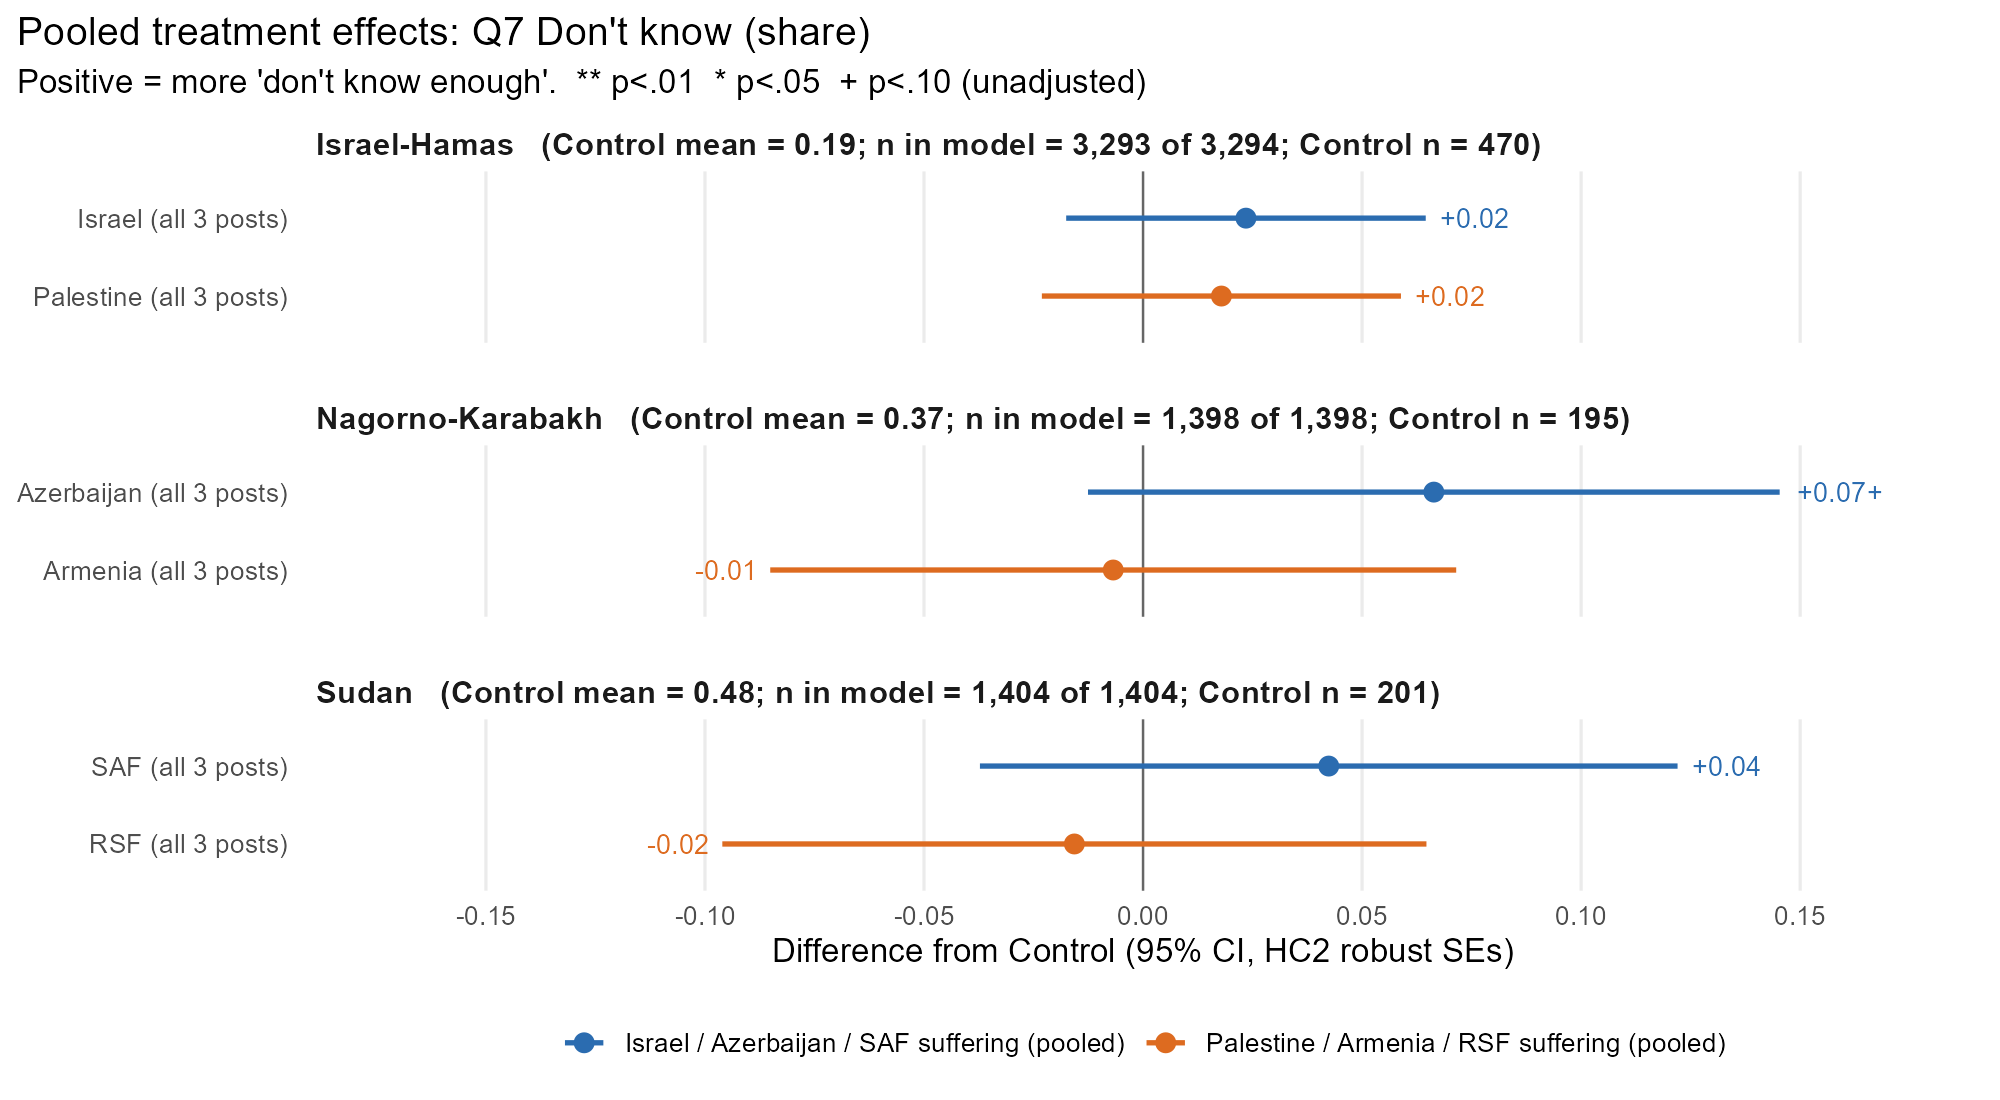 Pooled treatment effects: Q7 Don't know (share)
Positive = more 'don't know enough'.  ** p<.01  * p<.05  + p<.10 (unadjusted)
Israel-Hamas   (Control mean = 0.19; n in model = 3,293 of 3,294; Control n = 470)
Israel (all 3 posts)
+0.02
Palestine (all 3 posts)
+0.02
Nagorno-Karabakh   (Control mean = 0.37; n in model = 1,398 of 1,398; Control n = 195)
Azerbaijan (all 3 posts)
+0.07+
Armenia (all 3 posts)
-0.01
Sudan   (Control mean = 0.48; n in model = 1,404 of 1,404; Control n = 201)
SAF (all 3 posts)
+0.04
RSF (all 3 posts)
-0.02
-0.15 -0.10 -0.05 0.00 0.05 0.10 0.15
Difference from Control (95% CI, HC2 robust SEs)
Israel / Azerbaijan / SAF suffering (pooled) Palestine / Armenia / RSF suffering (pooled)